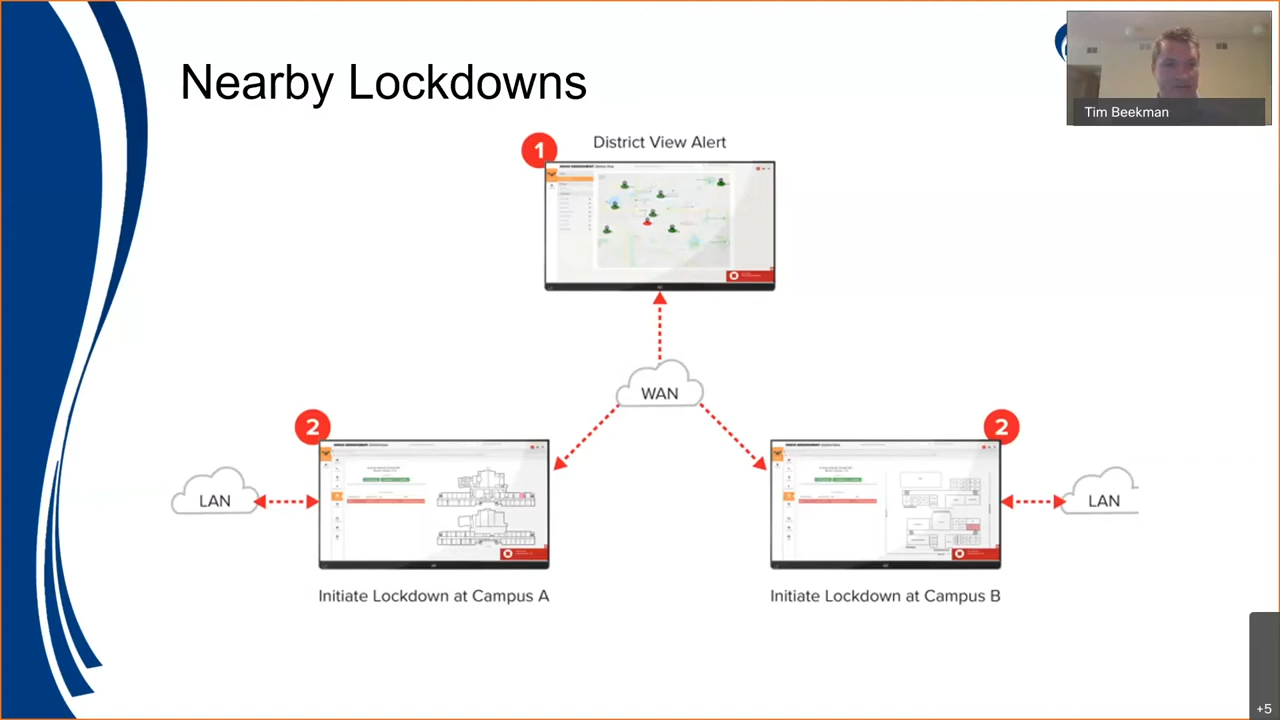 Nearby Lockdowns
Tim Beekman
1
District View Alert
WAN
2
2
LAN
LAN
Initiate Lockdown at Campus A
Initiate Lockdown at Campus B
+5